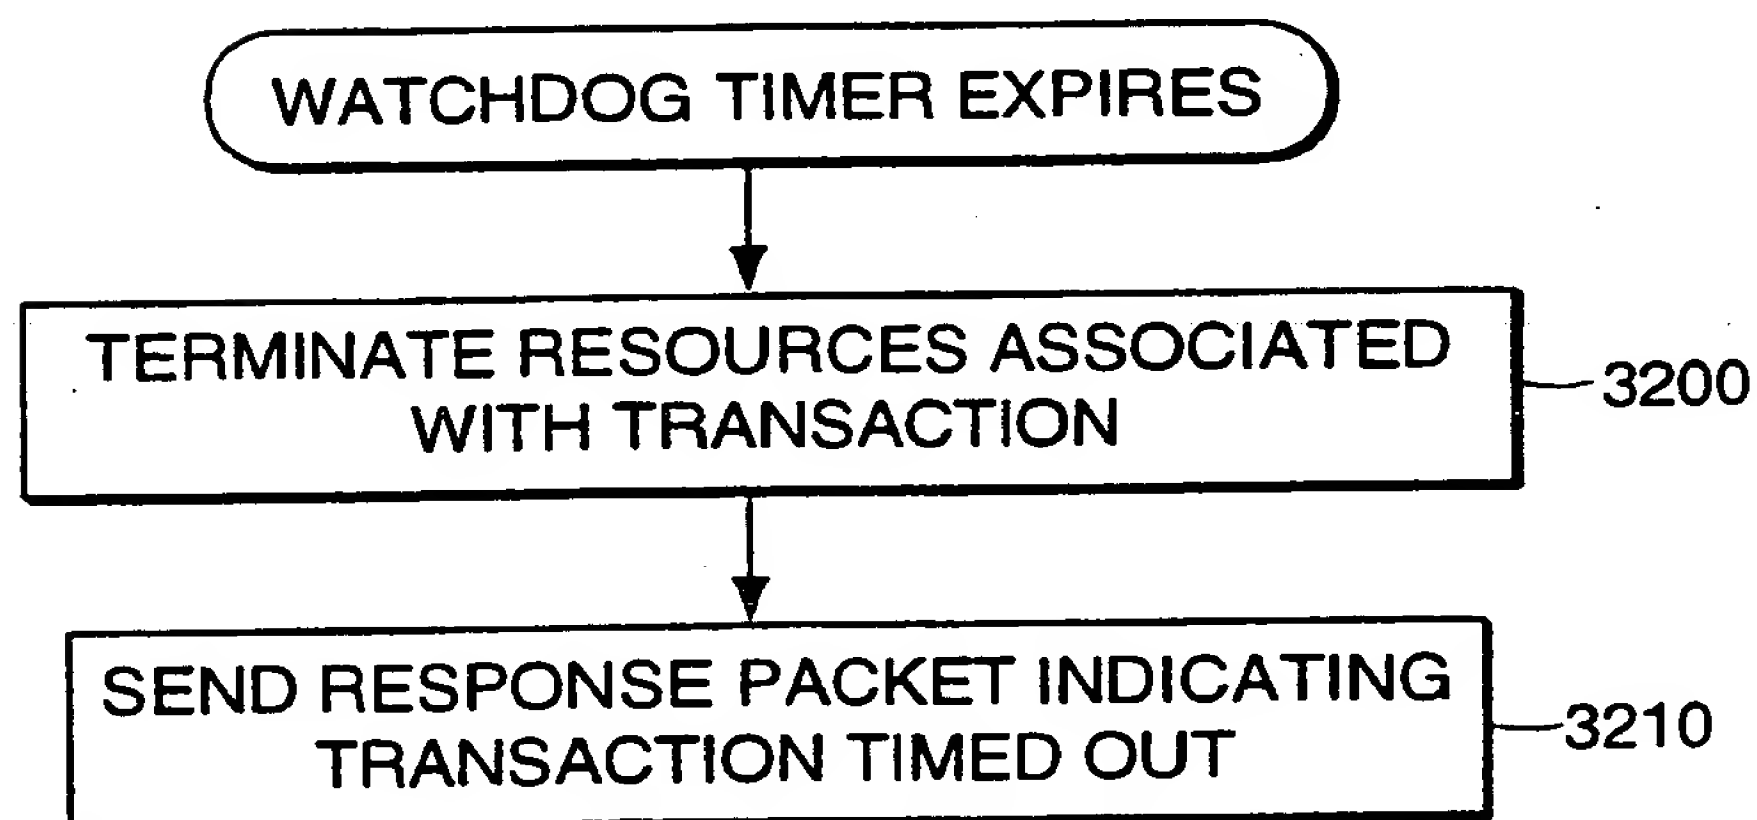 WATCHDOG TIMER EXPIRES
TERMINATE RESOURCES ASSOCIATED
WITH TRANSACTION
3200
SEND RESPONSE PACKET INDICATING
TRANSACTION TIMED OUT
3210